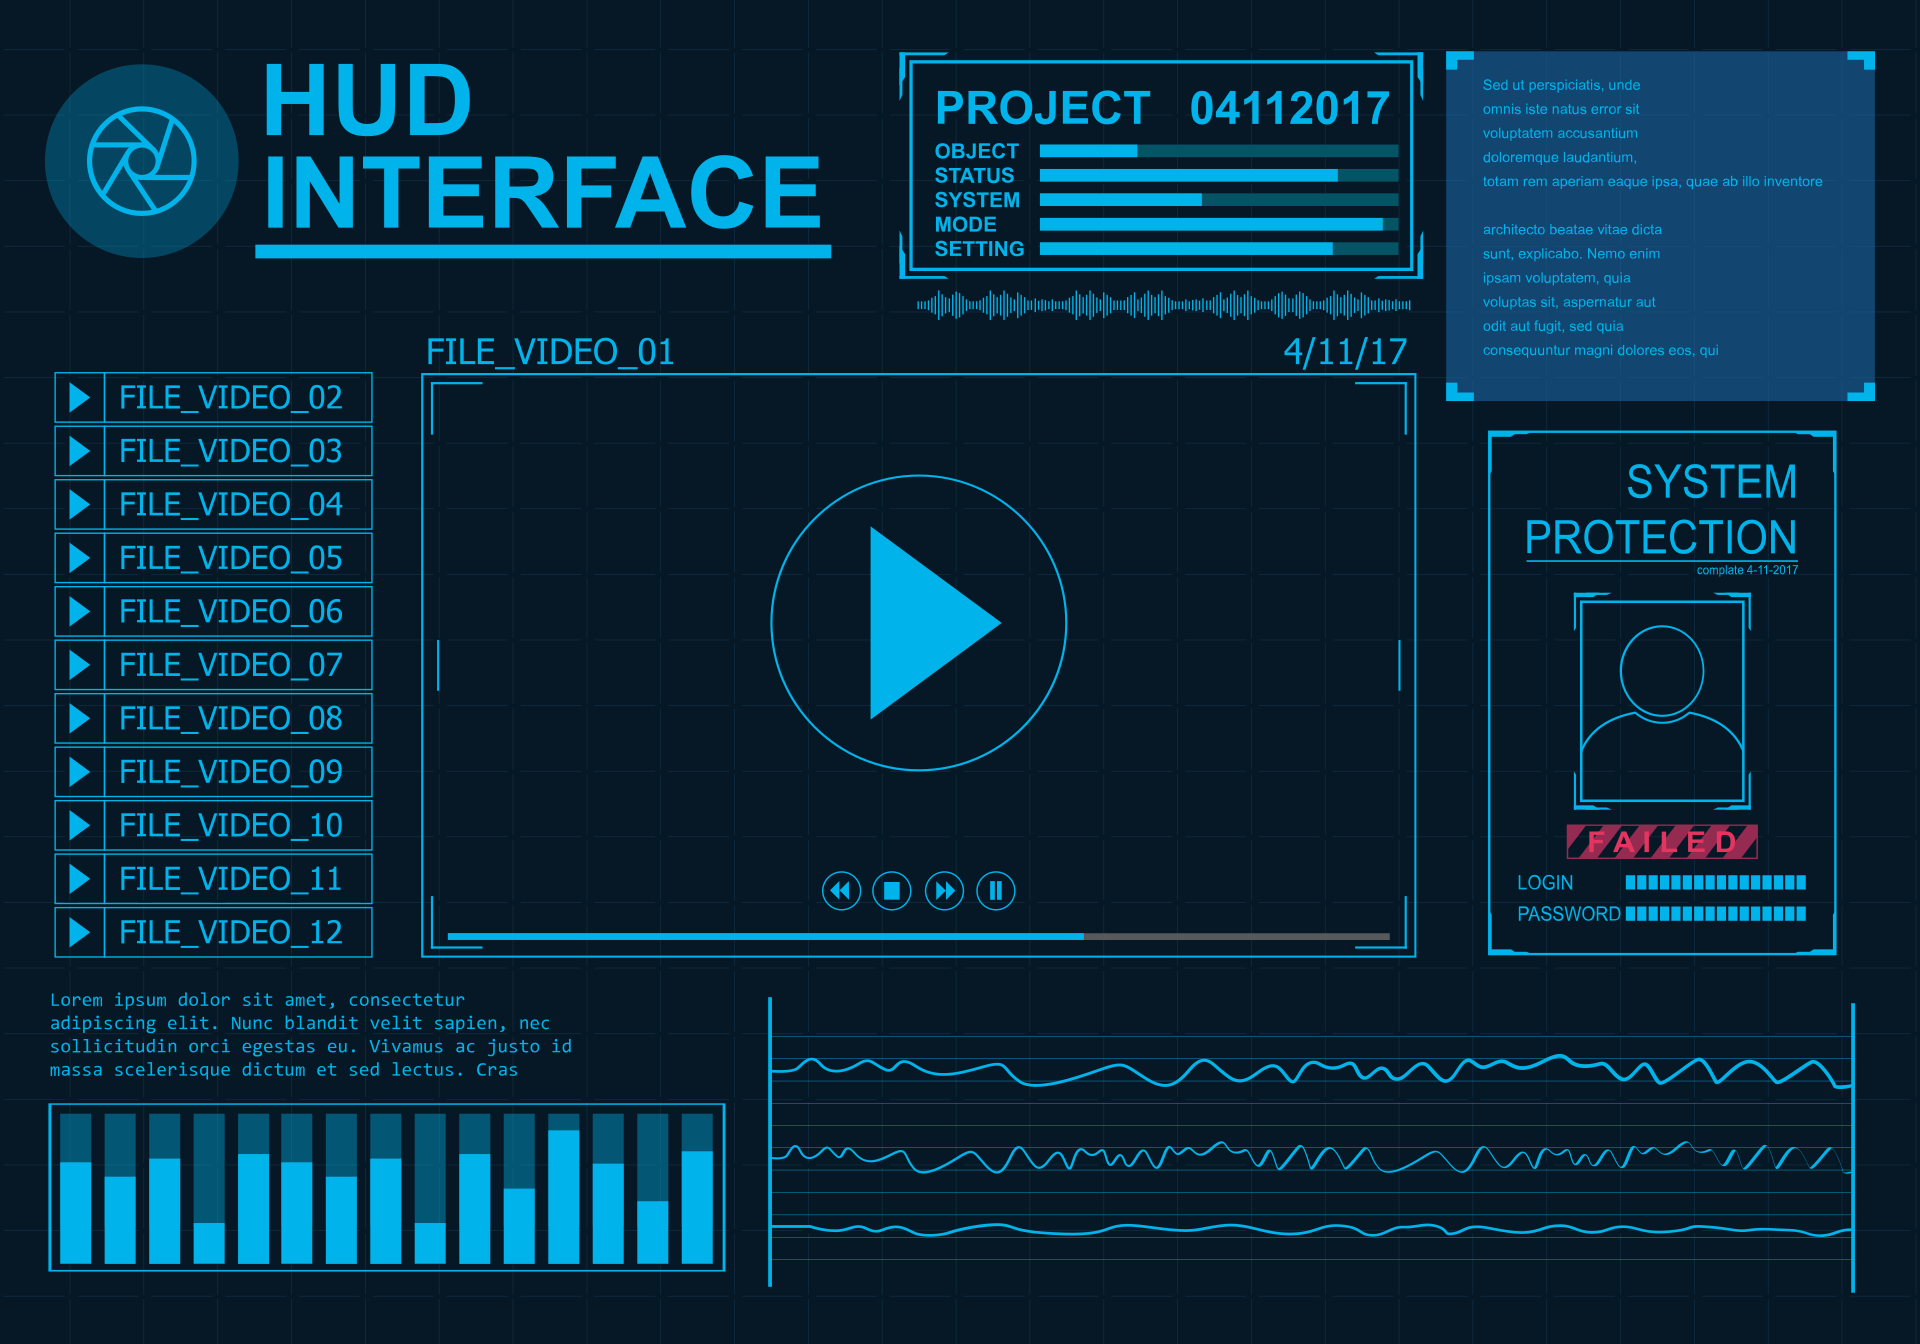 HUD
INTERFACE
PROJECT 04112017
OBJECT
STATUS
SYSTEM
MODE
SETTING
Sed ut perspiciatis, unde
omnis iste natus error sit
voluptatem accusantium
doloremque laudantium,
totam rem aperiam eaque ipsa, quae ab illo inventore
architecto beatae vitae dicta
sunt, explicabo. Nemo enim
ipsam voluptatem, quia
voluptas sit, aspernatur aut
odit aut fugit, sed quia
consequuntur magni dolores eos, qui
FILE_VIDEO_01 4/11/17
FILE_VIDEO_02
FILE_VIDEO_03
FILE_VIDEO_04
FILE_VIDEO_05
FILE_VIDEO_06
FILE_VIDEO_07
FILE_VIDEO_08
FILE_VIDEO_09
FILE_VIDEO_10
FILE_VIDEO_11
FILE_VIDEO_12
SYSTEM
PROTECTION
complate 4-11-2017
FAILED
LOGIN
PASSWORD
Lorem ipsum dolor sit amet, consectetur
adipiscing elit. Nunc blandit velit sapien, nec
sollicitudin orci egestas eu. Vivamus ac justo id
massa scelerisque dictum et sed lectus. Cras